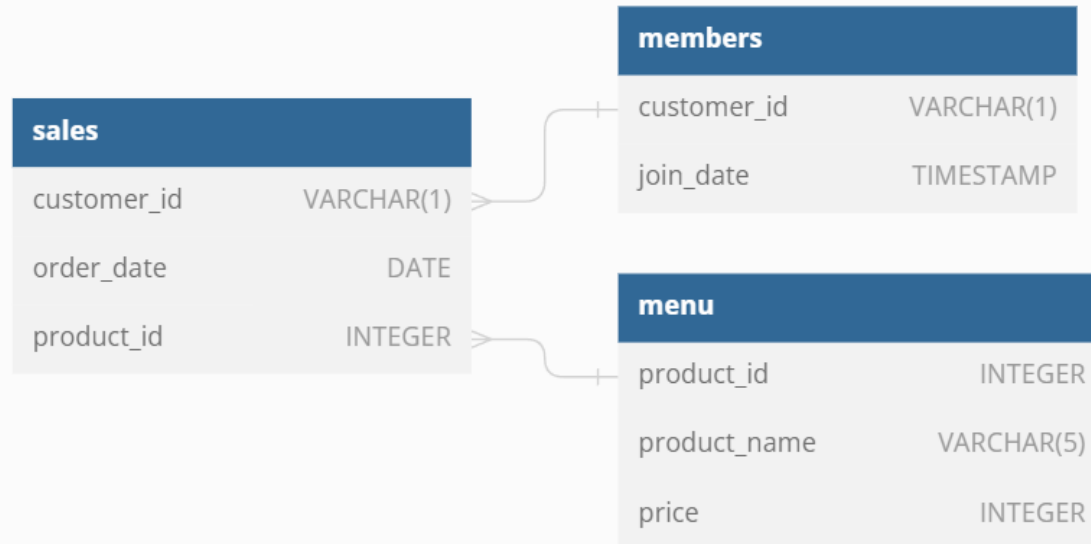 sales
customer_id VARCHAR(1)
order_date DATE
product_id INTEGER
members
customer_id VARCHAR(1)
join_date TIMESTAMP
menu
product_id INTEGER
product_name VARCHAR(5)
price INTEGER